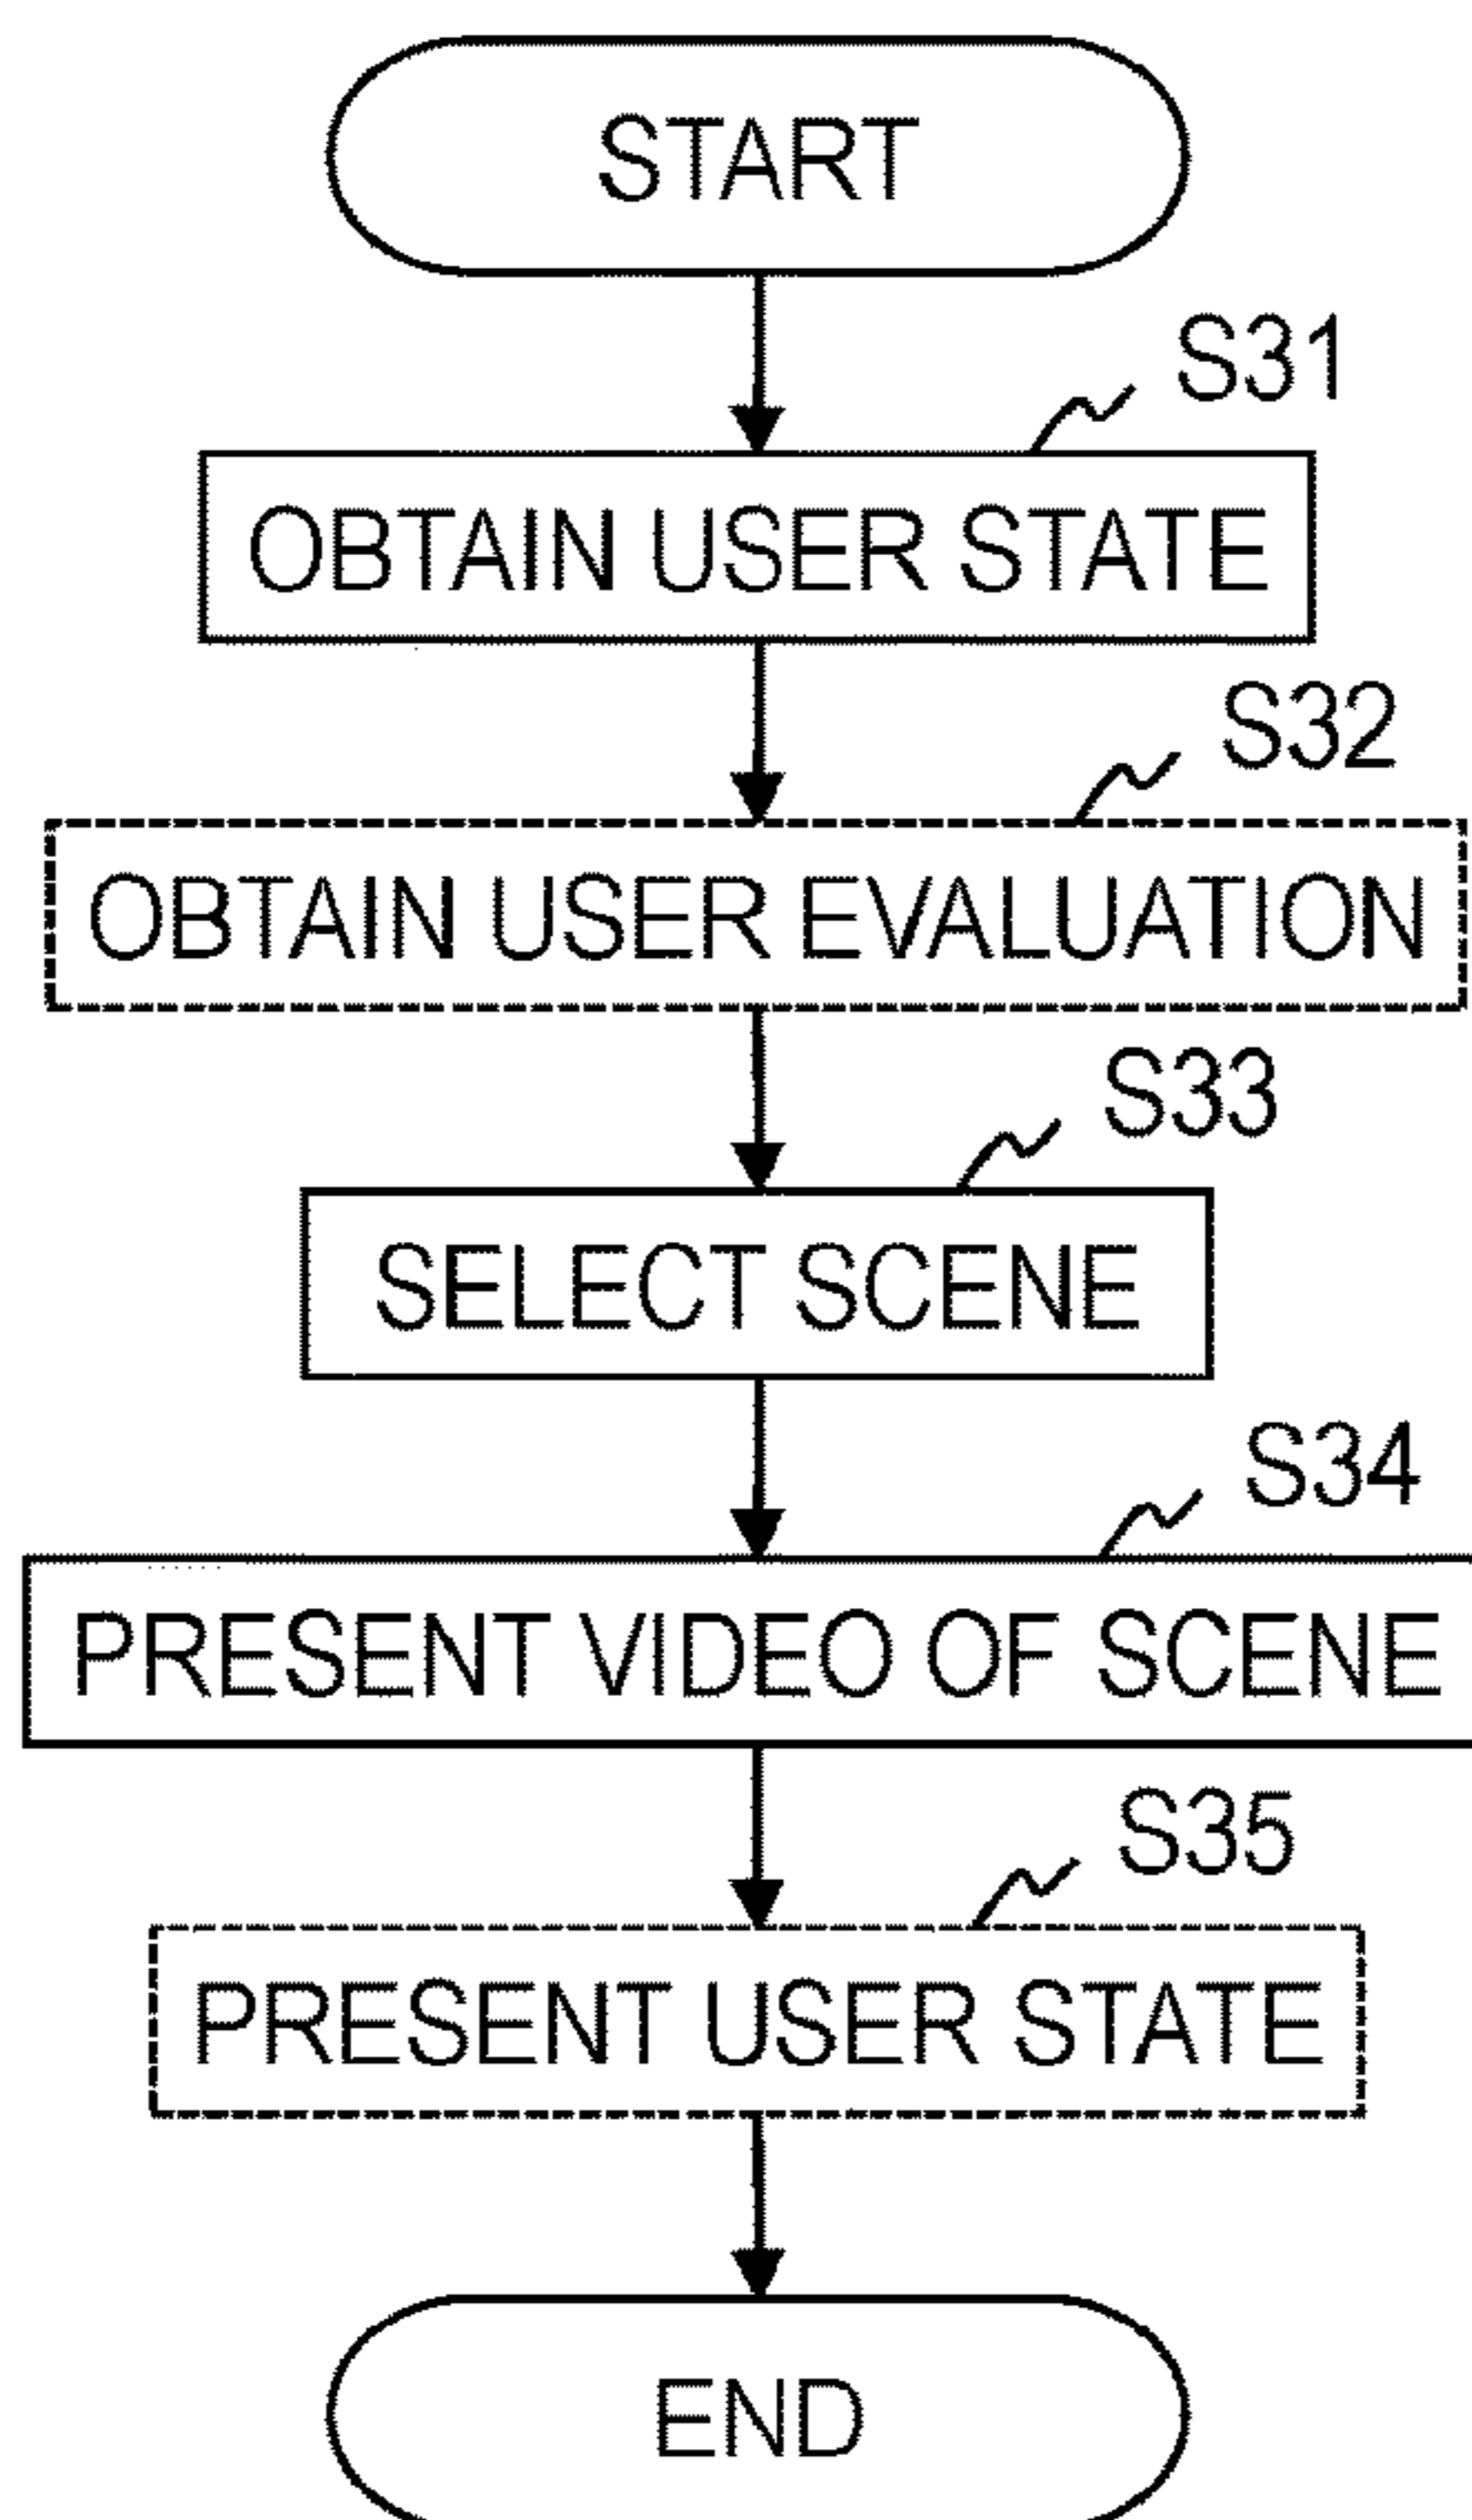 START
S31
OBTAIN USER STATE
S32
OBTAIN USER EVALUATION
S33
SELECT SCENE
S34
PRESENT VIDEO OF SCENE
S35
PRESENT USER STATE
END